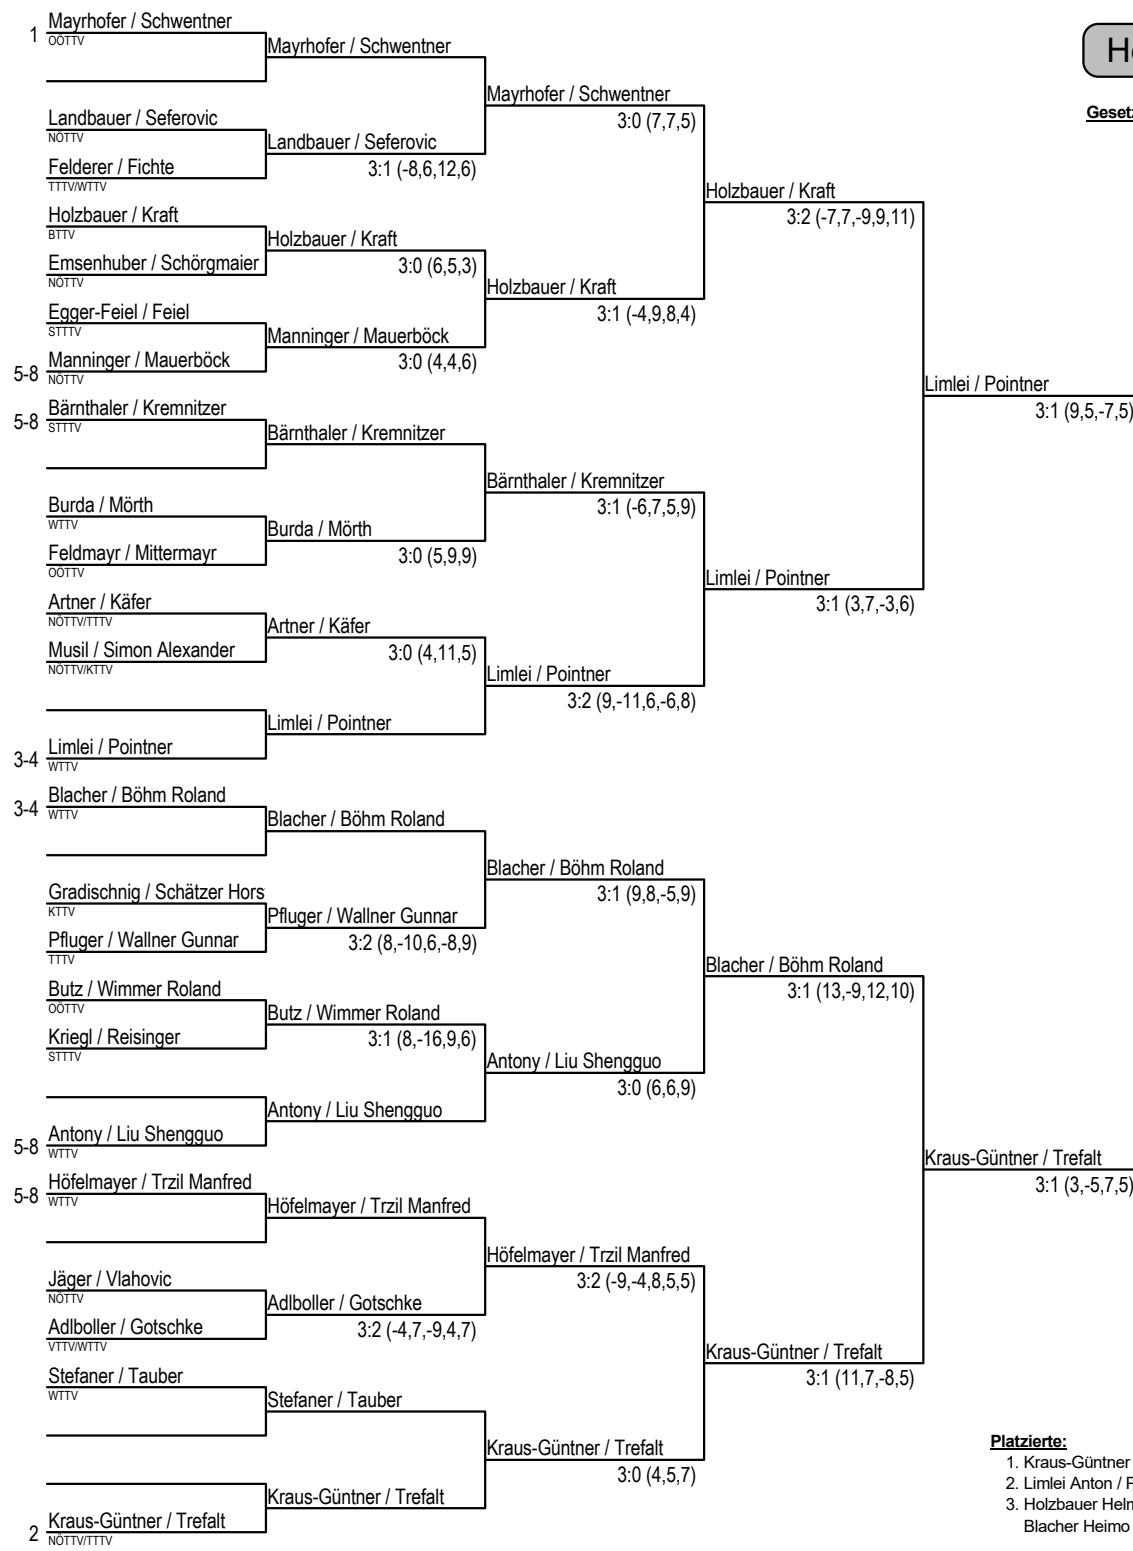 Mayrhofer / Schwentner
1
OÖTTV
Mayrhofer / Schwentner
Mayrhofer / Schwentner
3:0 (7,7,5)
Landbauer / Seferovic
NÖTTV
Landbauer / Seferovic
3:1 (-8,6,12,6)
Felderer / Fichte
TTTV/WTTV
Holzbauer / Kraft
3:2 (-7,7,-9,9,11)
Holzbauer / Kraft
BTTV
Holzbauer / Kraft
3:0 (6,5,3)
Emsenhuber / Schörgmaier
NÖTTV
Holzbauer / Kraft
3:1 (-4,9,8,4)
Egger-Feiel / Feiel
STTTV
Manninger / Mauerböck
3:0 (4,4,6)
Manninger / Mauerböck
5-8
NÖTTV
Limlei / Pointner
3:1 (9,5,-7,5)
Bärnthaler / Kremnitzer
5-8
STTTV
Bärnthaler / Kremnitzer
Bärnthaler / Kremnitzer
3:1 (-6,7,5,9)
Burda / Mörth
WTTV
Burda / Mörth
3:0 (5,9,9)
Feldmayr / Mittermayr
OÖTTV
Limlei / Pointner
3:1 (3,7,-3,6)
Artner / Käfer
NÖTTV/TTTV
Artner / Käfer
3:0 (4,11,5)
Musil / Simon Alexander
NÖTTV/KTTV
Limlei / Pointner
3:2 (9,-11,6,-6,8)
Limlei / Pointner
Limlei / Pointner
3-4
WTTV
Blacher / Böhm Roland
3-4
WTTV
Blacher / Böhm Roland
Blacher / Böhm Roland
3:1 (9,8,-5,9)
Gradischnig / Schätzer Hors
KTTV
Pfluger / Wallner Gunnar
3:2 (8,-10,6,-8,9)
Pfluger / Wallner Gunnar
TTTV
Blacher / Böhm Roland
3:1 (13,-9,12,10)
Butz / Wimmer Roland
OÖTTV
Butz / Wimmer Roland
3:1 (8,-16,9,6)
Kriegl / Reisinger
STTTV
Antony / Liu Shengguo
3:0 (6,6,9)
Antony / Liu Shengguo
Antony / Liu Shengguo
5-8
WTTV
Kraus-Güntner / Trefalt
3:1 (3,-5,7,5)
Höfelmayer / Trzil Manfred
5-8
WTTV
Höfelmayer / Trzil Manfred
Höfelmayer / Trzil Manfred
3:2 (-9,-4,8,5,5)
Jäger / Vlahovic
NÖTTV
Adlboller / Gotschke
3:2 (-4,7,-9,4,7)
Adlboller / Gotschke
VTTV/WTTV
Kraus-Güntner / Trefalt
3:1 (11,7,-8,5)
Stefaner / Tauber
WTTV
Stefaner / Tauber
Kraus-Güntner / Trefalt
3:0 (4,5,7)
Kraus-Güntner / Trefalt
Kraus-Güntner / Trefalt
2
NÖTTV/TTTV
He
Gesetz
Platzierte:
1. Kraus-Güntner
2. Limlei Anton / P
3. Holzbauer Helm
Blacher Heimo